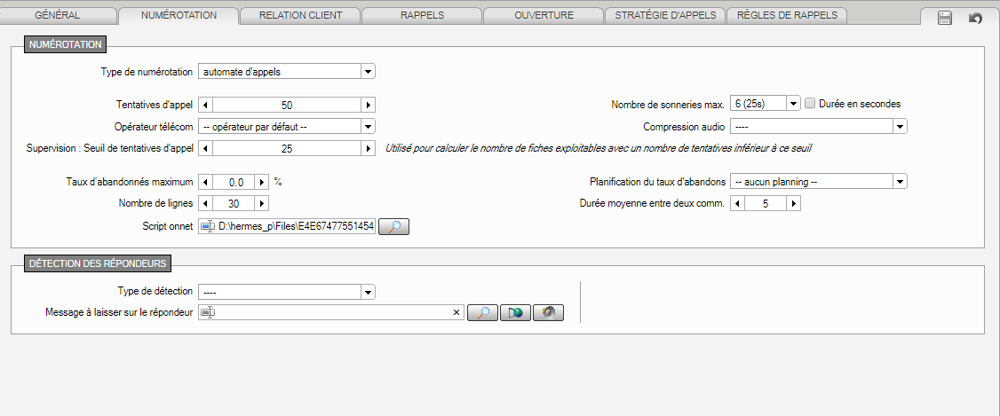 GÉNÉRAL NUMÉROTATION RELATION CLIENT RAPPELS OUVERTURE STRATÉGIE D'APPELS RÈGLES DE RAPPELS
NUMÉROTATION
Type de numérotation automate d'appels
Tentatives d'appel 50 Nombre de sonneries max. 6 (25s) Durée en secondes
Opérateur télécom -- opérateur par défaut -- Compression audio ----
Supervision : Seuil de tentatives d'appel 25 Utilisé pour calculer le nombre de fiches exploitables avec un nombre de tentatives inférieur à ce seuil
Taux d'abandonnés maximum 0.0 % Planification du taux d'abandons -- aucun planning --
Nombre de lignes 30 Durée moyenne entre deux comm. 5
Script onnet D:\hermes_p\Files\E4E67477551454
DÉTECTION DES RÉPONDEURS
Type de détection ----
Message à laisser sur le répondeur